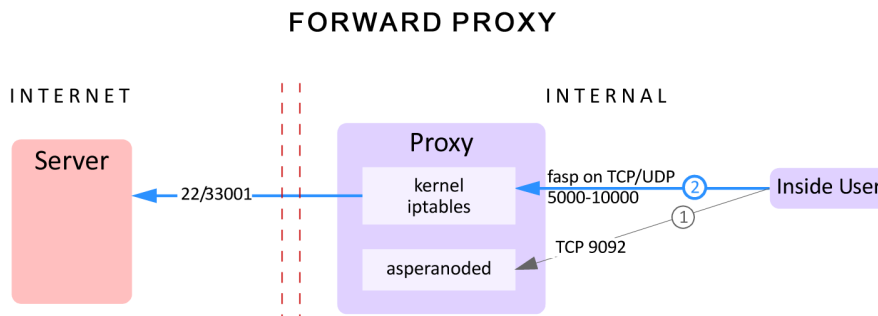 FORWARD PROXY
INTERNET
INTERNAL
Server
22/33001
Proxy
kernel
iptables
asperanoded
fasp on TCP/UDP
5000-10000
2
1
TCP 9092
Inside User